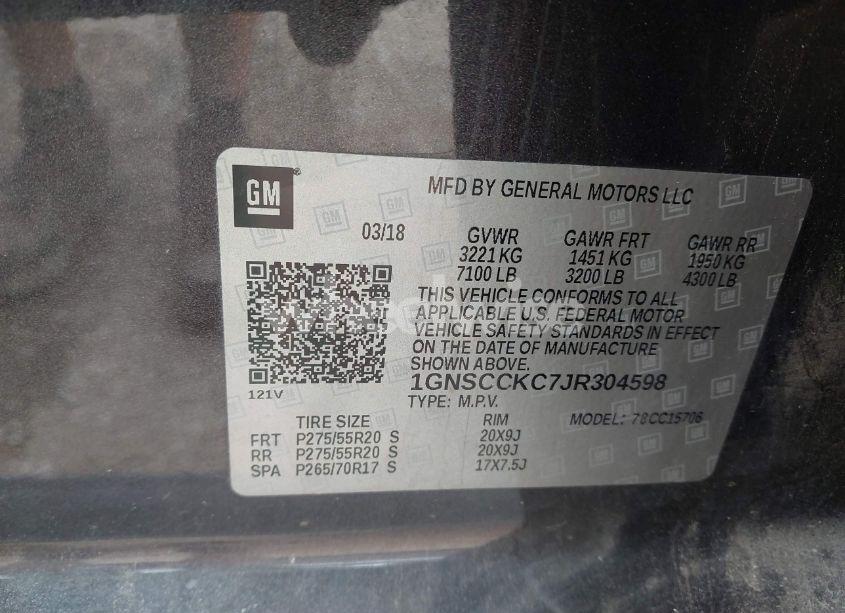 GM
MFD BY GENERAL MOTORS LLC
03/18
GVWR GAWR FRT GAWR RR
3221 KG 1451 KG 1950 KG
7100 LB 3200 LB 4300 LB
THIS VEHICLE CONFORMS TO ALL
APPLICABLE U.S. FEDERAL MOTOR
VEHICLE SAFETY STANDARDS IN EFFECT
ON THE DATE OF MANUFACTURE
SHOWN ABOVE.
1GNSCCKC7JR304598
TYPE: M.P.V.
121V
TIRE SIZE RIM MODEL: 78CC15706
FRT P275/55R20 S 20X9J
RR P275/55R20 S 20X9J
SPA P265/70R17 S 17X7.5J